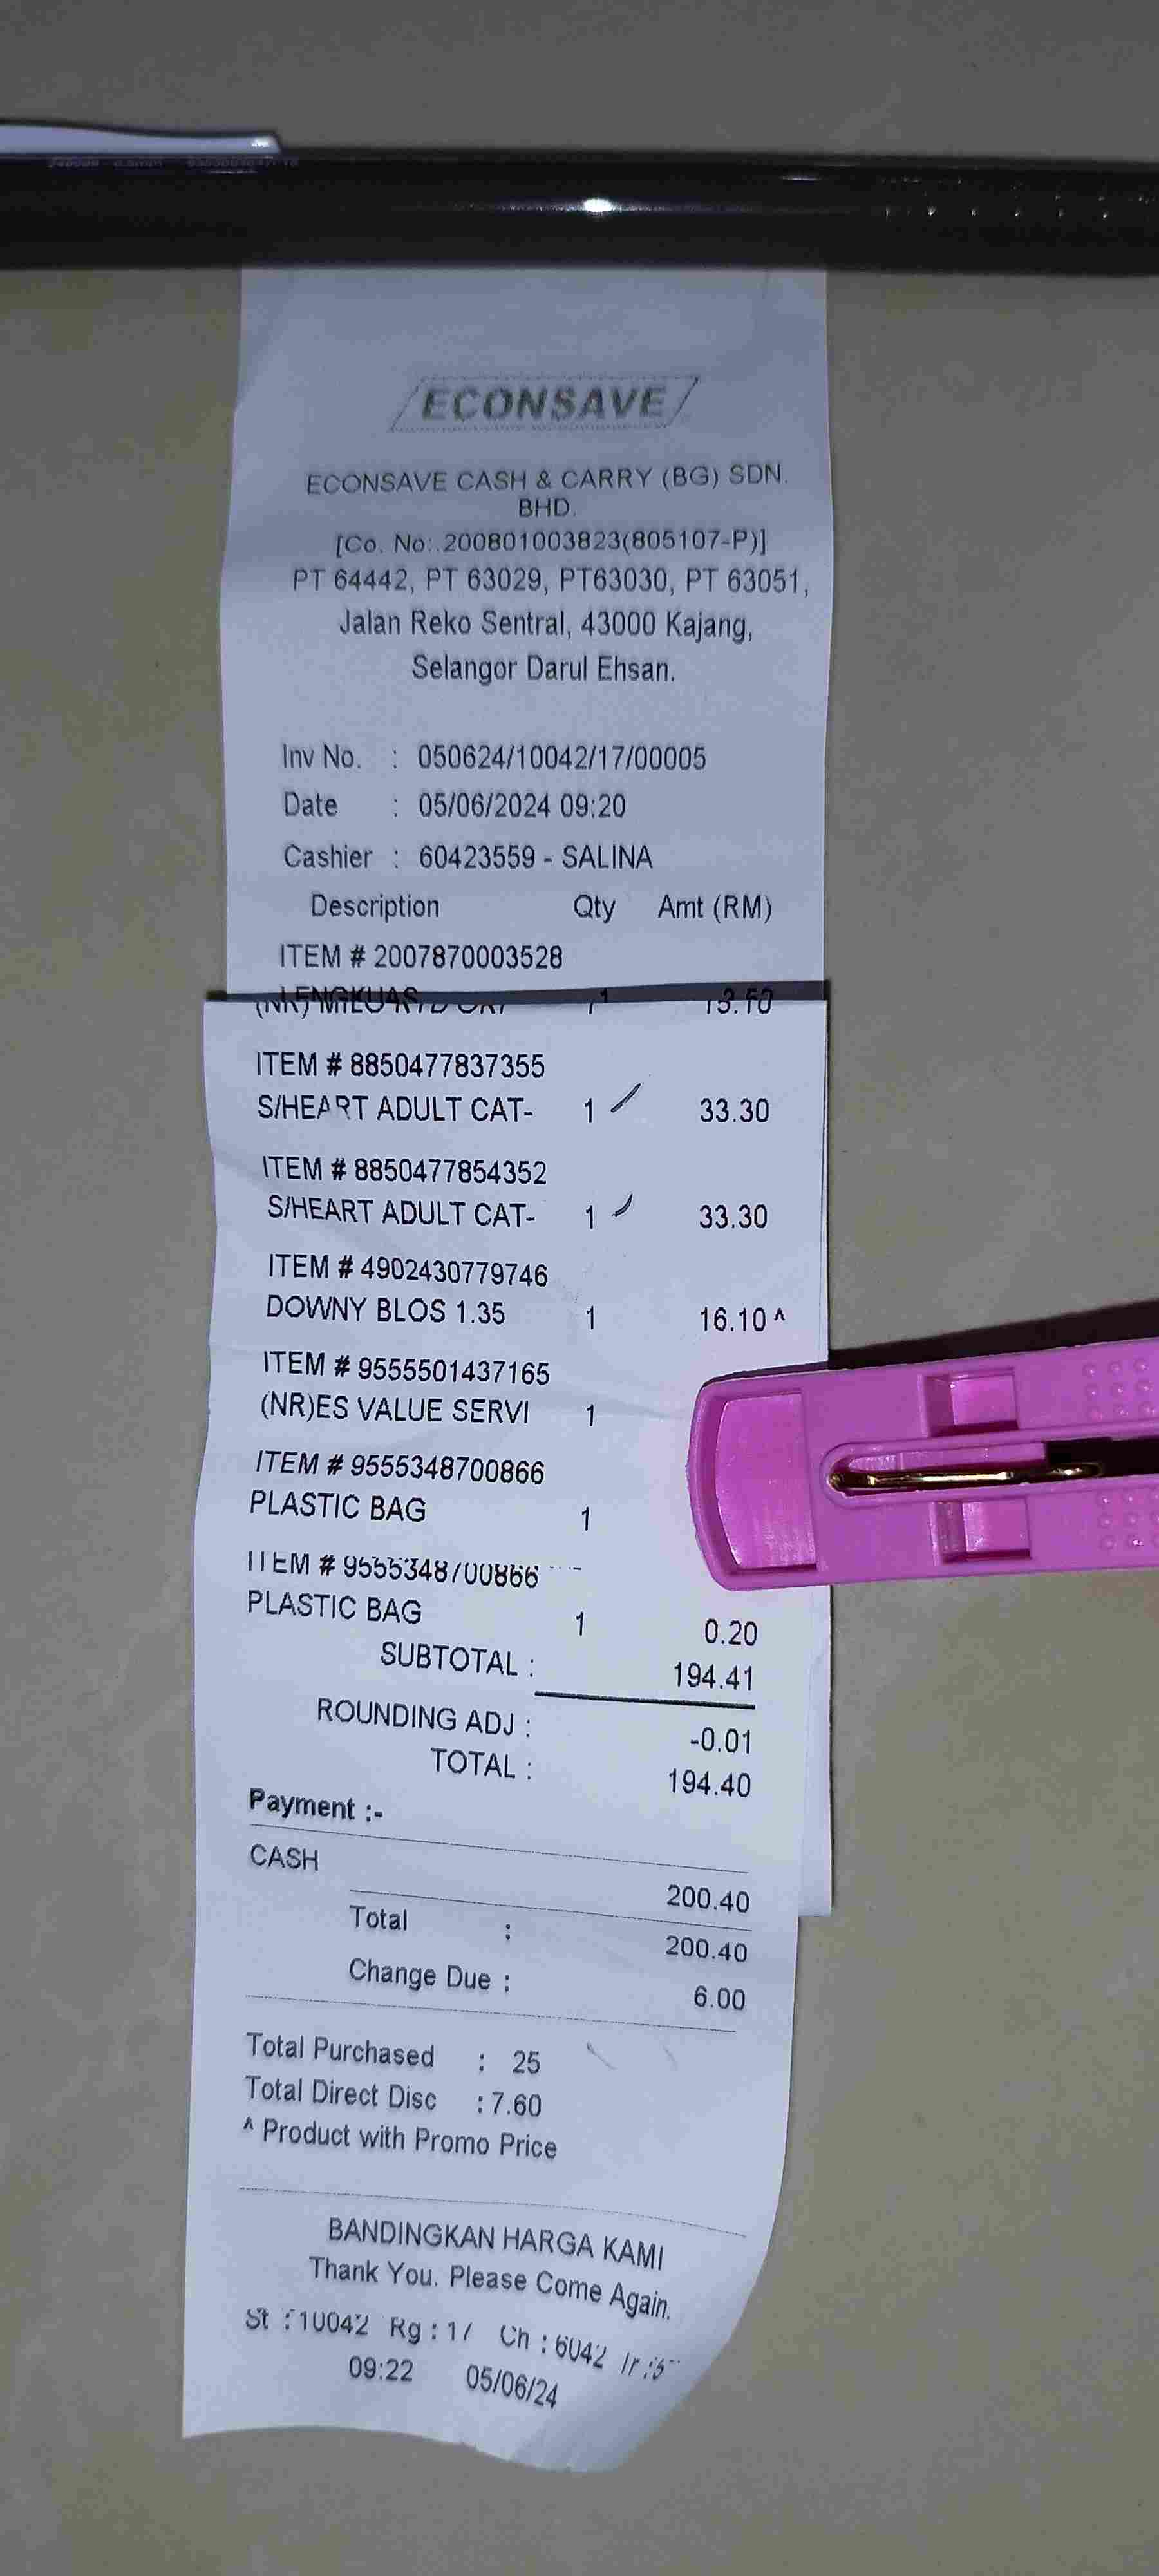 ECONSAVE
ECONSAVE CASH & CARRY (BG) SDN.
BHD.
[Co. No:.200801003823(805107-P)]
PT 64442, PT 63029, PT63030, PT 63051,
Jalan Reko Sentral, 43000 Kajang,
Selangor Darul Ehsan.
Inv No. : 050624/10042/17/00005
Date : 05/06/2024 09:20
Cashier : 60423559 - SALINA
Description Qty Amt (RM)
ITEM # 2007870003528
ITEM # 8850477837355
S/HEART ADULT CAT- 1 33.30
ITEM # 8850477854352
S/HEART ADULT CAT- 1 33.30
ITEM # 4902430779746
DOWNY BLOS 1.35 1 16.10 ^
ITEM # 9555501437165
(NR)ES VALUE SERVI 1
ITEM # 9555348700866
PLASTIC BAG 1
ITEM # 9555348700866
PLASTIC BAG 1 0.20
SUBTOTAL : 194.41
ROUNDING ADJ : -0.01
TOTAL : 194.40
Payment :-
CASH 200.40
Total : 200.40
Change Due : 6.00
Total Purchased : 25
Total Direct Disc : 7.60
^ Product with Promo Price
BANDINGKAN HARGA KAMI
Thank You. Please Come Again.
St : 10042 Rg : 17 Ch : 6042
09:22 05/06/24